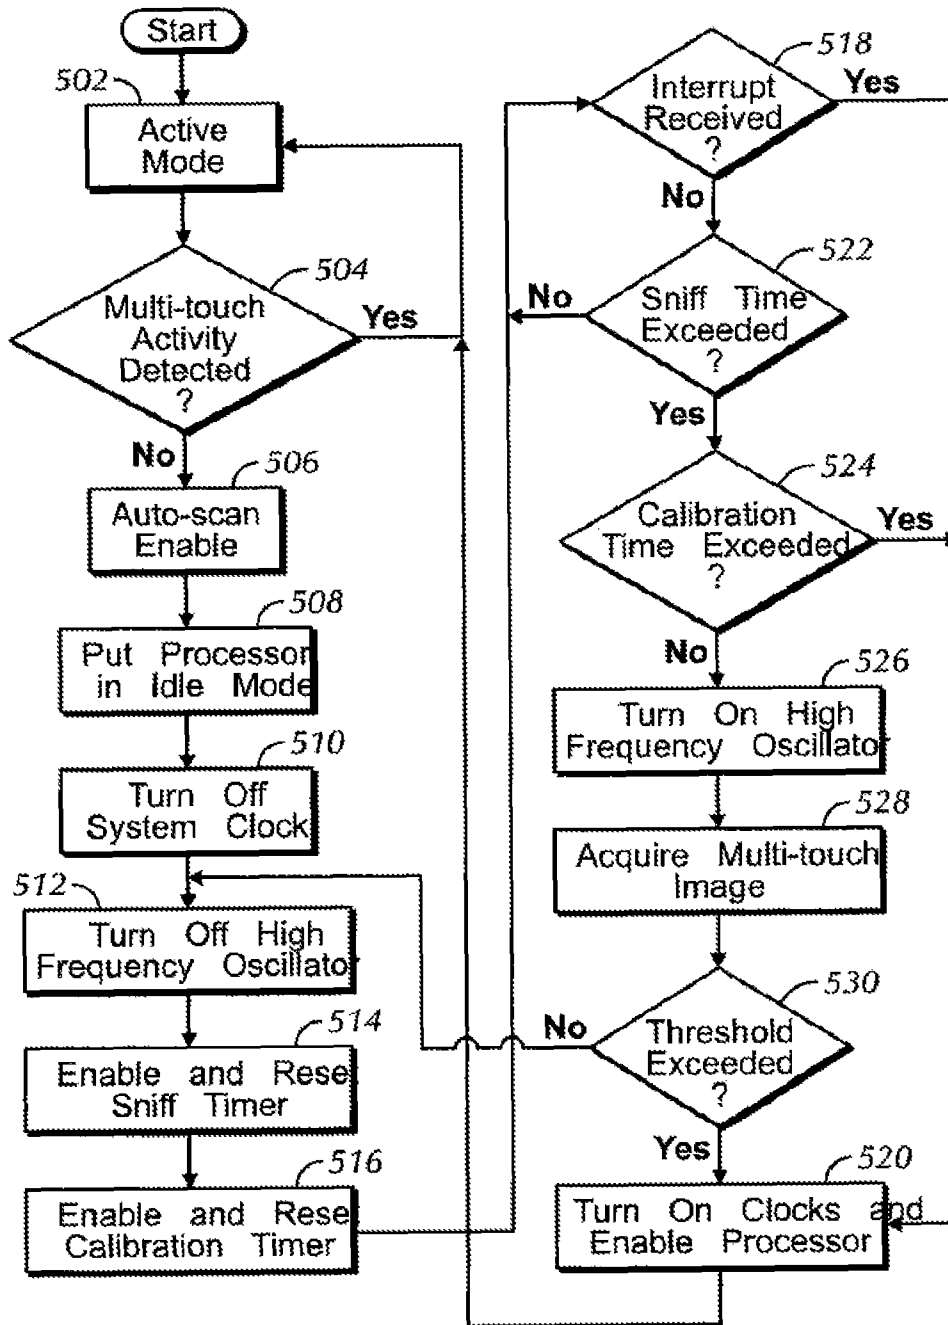 Start
502
Active
Mode
504
Multi-touch
Activity
Detected
?
Yes
No
506
Auto-scan
Enable
508
Put Processor
in Idle Mode
510
Turn Off
System Clock
512
Turn Off High
Frequency Oscillator
514
Enable and Rese
Sniff Timer
516
Enable and Rese
Calibration Timer
518
Interrupt
Received
?
Yes
No
522
Sniff Time
Exceeded
?
No
Yes
524
Calibration
Time Exceeded
?
Yes
No
526
Turn On High
Frequency Oscillator
528
Acquire Multi-touch
Image
530
Threshold
Exceeded
?
No
Yes
520
Turn On Clocks and
Enable Processor